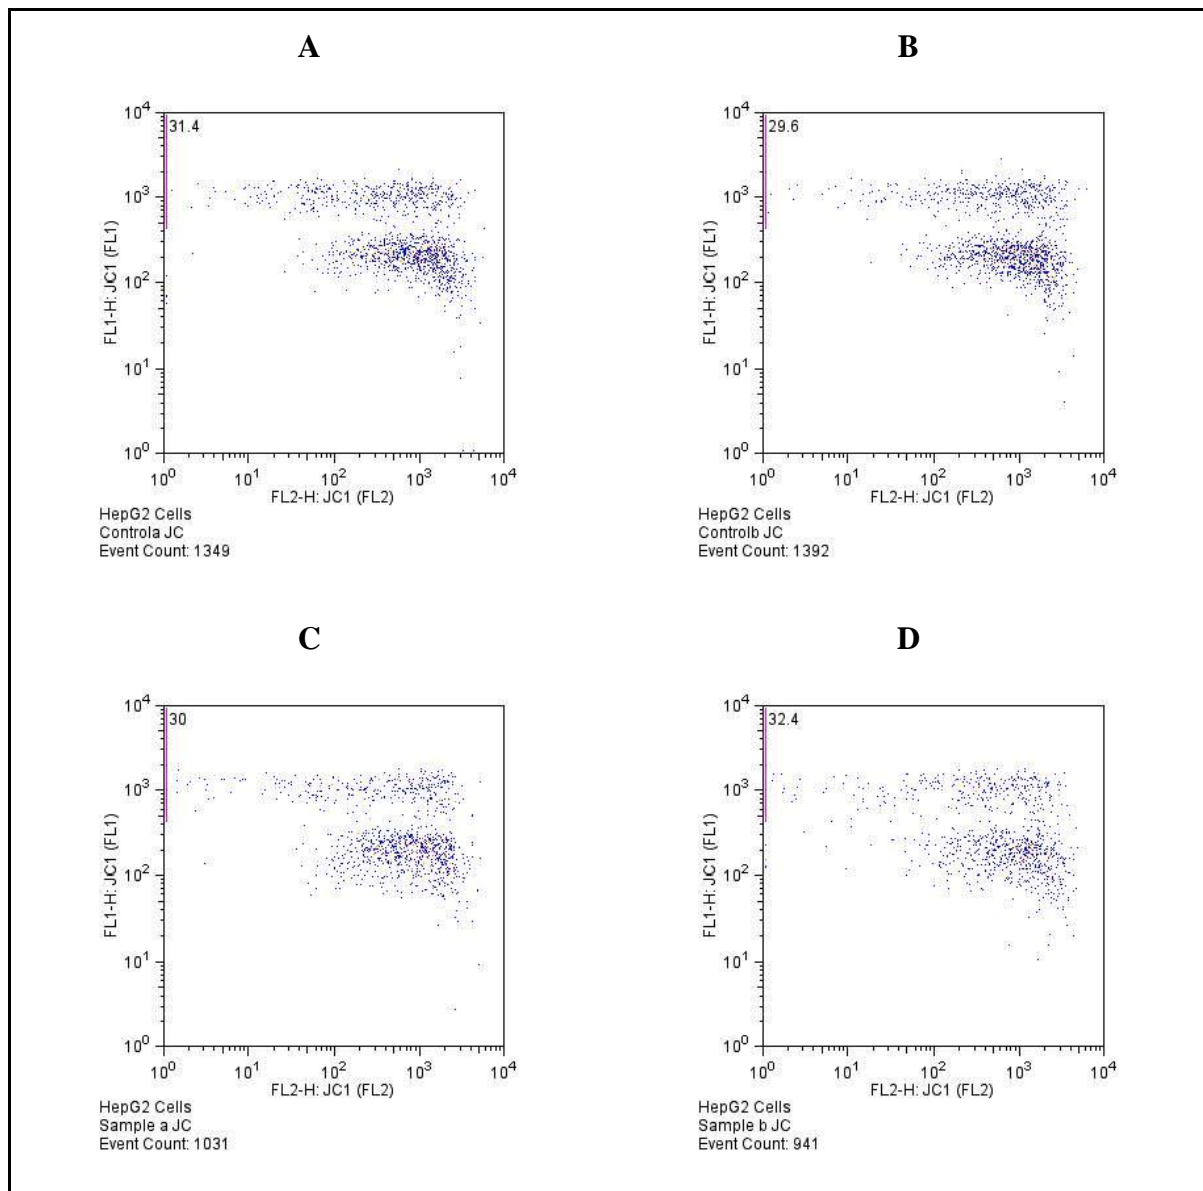 A
10^4
31.4
10^3
10^2
10^1
10^0
FL1-H: JC1 (FL1)
10^0 10^1 10^2 10^3 10^4
FL2-H: JC1 (FL2)
HepG2 Cells
Controla JC
Event Count: 1349
B
10^4
29.6
10^3
10^2
10^1
10^0
FL1-H: JC1 (FL1)
10^0 10^1 10^2 10^3 10^4
FL2-H: JC1 (FL2)
HepG2 Cells
Controlb JC
Event Count: 1392
C
10^4
30
10^3
10^2
10^1
10^0
FL1-H: JC1 (FL1)
10^0 10^1 10^2 10^3 10^4
FL2-H: JC1 (FL2)
HepG2 Cells
Sample a JC
Event Count: 1031
D
10^4
32.4
10^3
10^2
10^1
10^0
FL1-H: JC1 (FL1)
10^0 10^1 10^2 10^3 10^4
FL2-H: JC1 (FL2)
HepG2 Cells
Sample b JC
Event Count: 941